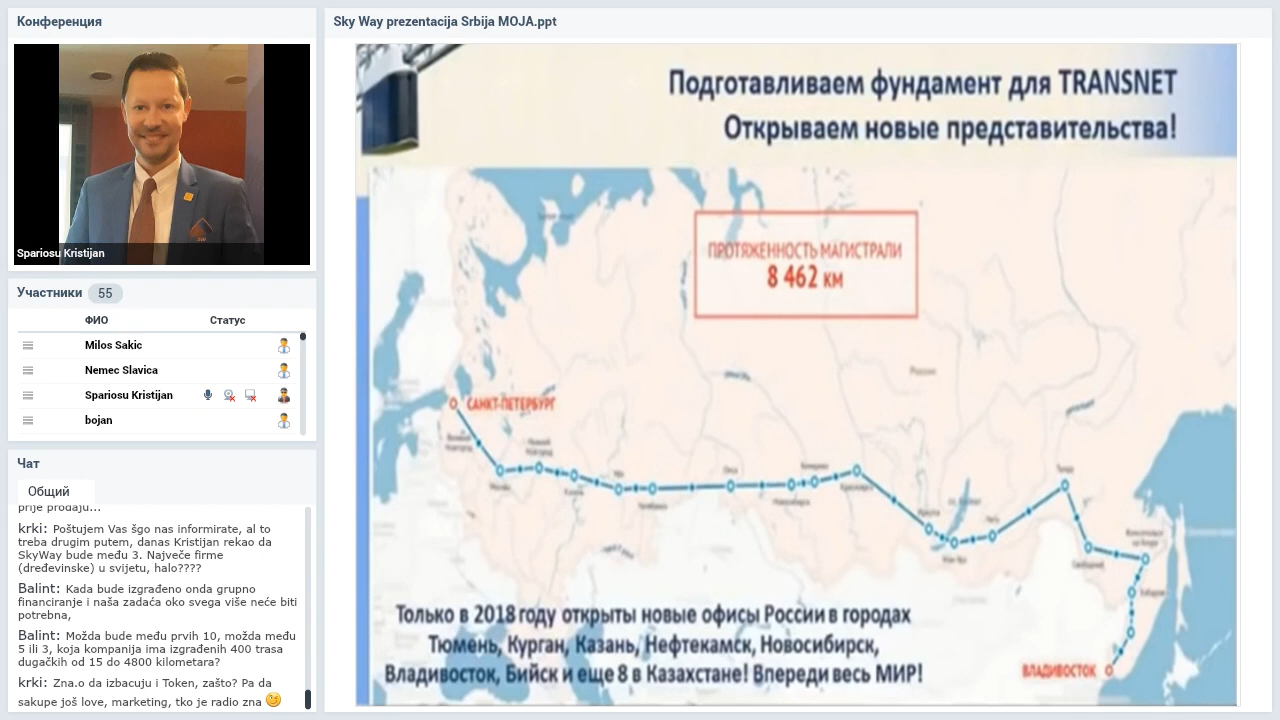 Конференция
Spariosu Kristijan
Участники 55
ФИО Статус
Milos Sakic
Nemec Slavica
Spariosu Kristijan
bojan
Чат
Общий
prije prodaju...
krki: Poštujem Vas šgo nas informirate, al to
treba drugim putem, danas Kristijan rekao da
SkyWay bude među 3. Največe firme
(dređevinske) u svijetu, halo????
Balint: Kada bude izgrađeno onda grupno
financiranje i naša zadaća oko svega više neće biti
potrebna,
Balint: Možda bude među prvih 10, možda među
5 ili 3, koja kompanija ima izgrađenih 400 trasa
dugačkih od 15 do 4800 kilometara?
krki: Zna.o da izbacuju i Token, zašto? Pa da
sakupe još love, marketing, tko je radio zna
Sky Way prezentacija Srbija MOJA.ppt
Подготавливаем фундамент для TRANSNET
Открываем новые представительства!
ПРОТЯЖЕННОСТЬ МАГИСТРАЛИ
8 462 км
Россия
САНКТ-ПЕТЕРБУРГ
ВЛАДИВОСТОК
Только в 2018 году открыты новые офисы России в городах
Тюмень, Курган, Казань, Нефтекамск, Новосибирск,
Владивосток, Бийск и еще 8 в Казахстане! Впереди весь МИР!